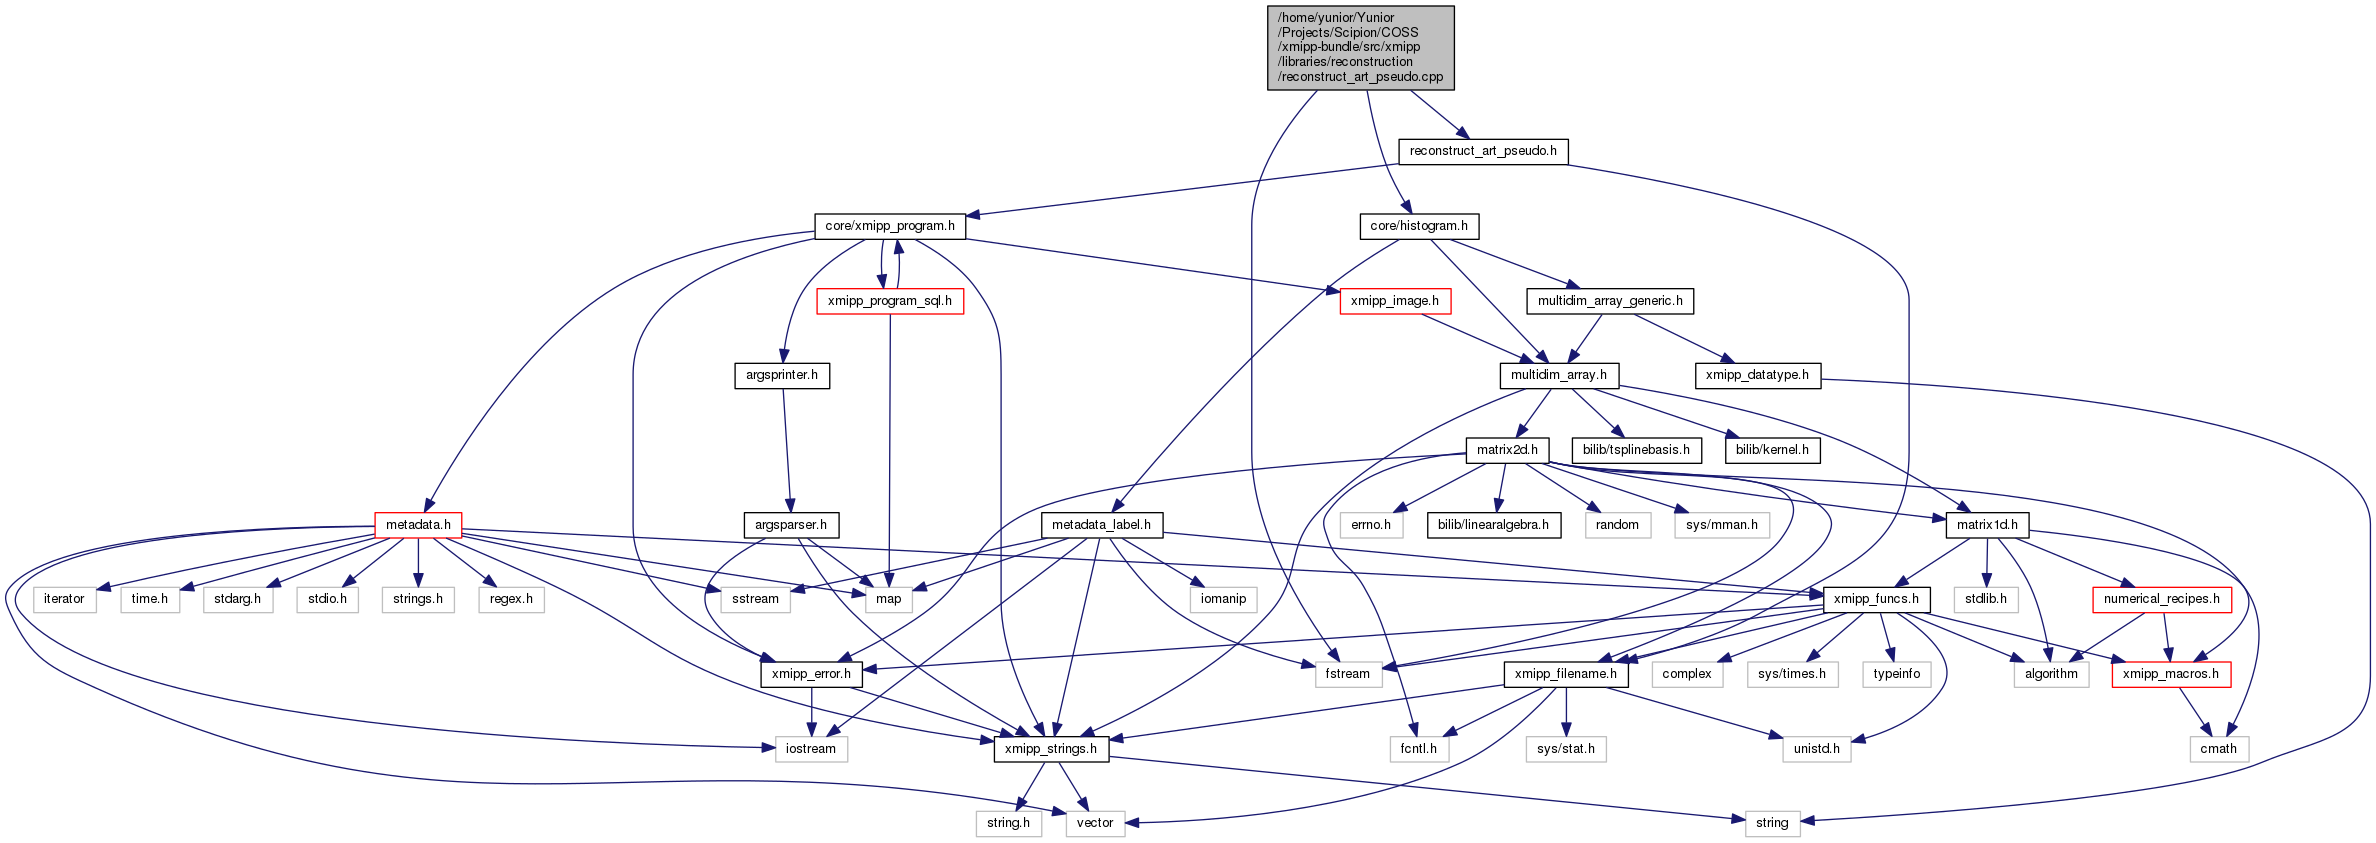 /home/yunior/Yunior
/Projects/Scipion/COSS
/xmipp-bundle/src/xmipp
/libraries/reconstruction
/reconstruct_art_pseudo.cpp
reconstruct_art_pseudo.h
core/xmipp_program.h
core/histogram.h
xmipp_program_sql.h
xmipp_image.h
multidim_array_generic.h
argsprinter.h
multidim_array.h
xmipp_datatype.h
matrix2d.h
bilib/tsplinebasis.h
bilib/kernel.h
metadata.h
argsparser.h
metadata_label.h
errno.h
bilib/linearalgebra.h
random
sys/mman.h
matrix1d.h
iterator
time.h
stdarg.h
stdio.h
strings.h
regex.h
sstream
map
iomanip
xmipp_funcs.h
stdlib.h
numerical_recipes.h
xmipp_error.h
fstream
xmipp_filename.h
complex
sys/times.h
typeinfo
algorithm
xmipp_macros.h
iostream
xmipp_strings.h
fcntl.h
sys/stat.h
unistd.h
cmath
string.h
vector
string